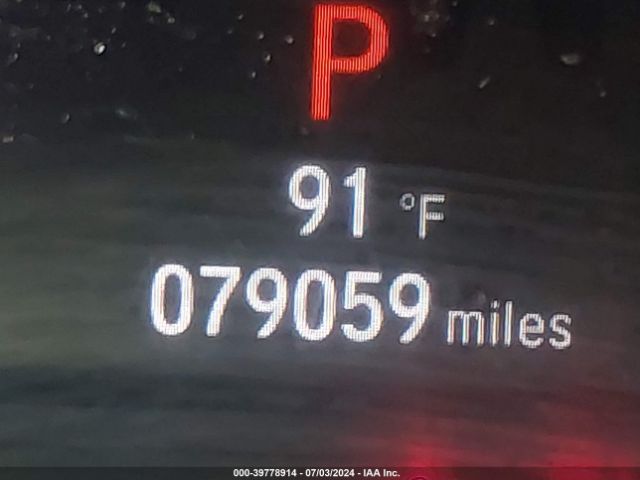 P
91 °F
079059 miles
000-39778914 - 07/03/2024 - IAA Inc.